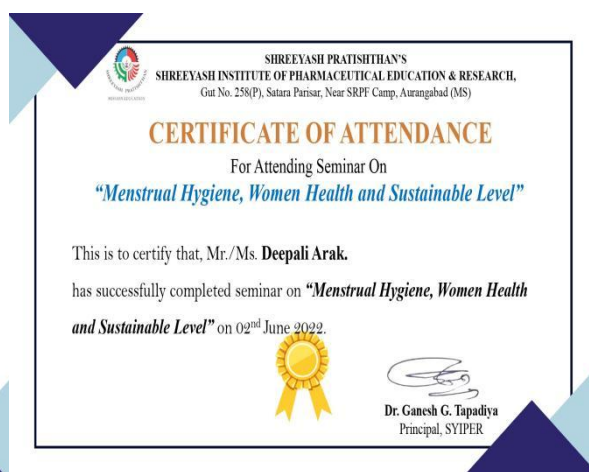 SHREEYASH PRATISHTHAN'S
SHREEYASH INSTITUTE OF PHARMACEUTICAL EDUCATION & RESEARCH,
Gut No. 258(P), Satara Parisar, Near SRPF Camp, Aurangabad (MS)
CERTIFICATE OF ATTENDANCE
For Attending Seminar On
"Menstrual Hygiene, Women Health and Sustainable Level"
This is to certify that, Mr./Ms. Deepali Arak.
has successfully completed seminar on "Menstrual Hygiene, Women Health
and Sustainable Level" on 02nd June 2022.
Dr. Ganesh G. Tapadiya
Principal, SYIPER